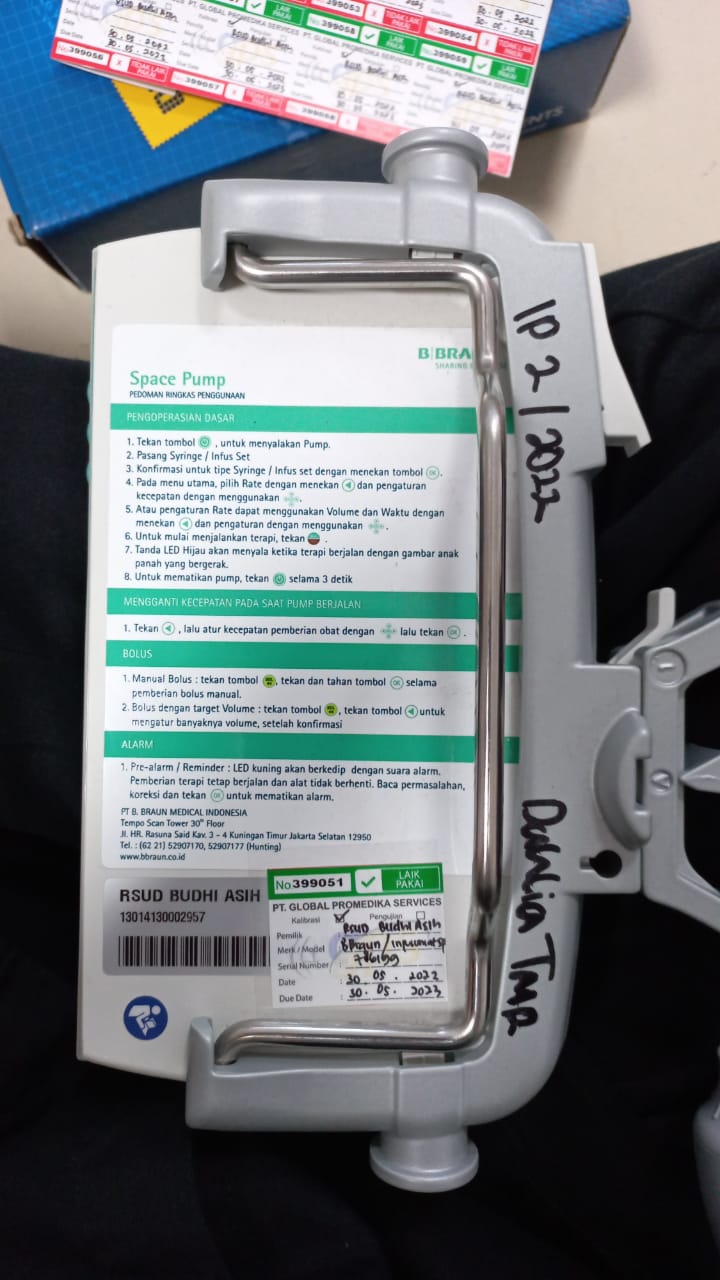 PT. GLOBAL PROMEDIKA SERVICES
LAIK PAKAI
No.399053
TIDAK LAIK PAKAI
No.399058
LAIK PAKAI
No.399054
TIDAK LAIK PAKAI
No.399059
LAIK PAKAI
30.05.2022
30.05.2023
Due Date
No.399056
TIDAK LAIK PAKAI
No.399057
TIDAK LAIK
RSUD Budhi Asih
B|BRA
SHARING
Space Pump
PEDOMAN RINGKAS PENGGUNAAN
PENGOPERASIAN DASAR
1. Tekan tombol , untuk menyalakan Pump.
2. Pasang Syringe / Infus Set
3. Konfirmasi untuk tipe Syringe / Infus set dengan menekan tombol OK.
4. Pada menu utama, pilih Rate dengan menekan dan pengaturan
kecepatan dengan menggunakan .
5. Atau pengaturan Rate dapat menggunakan Volume dan Waktu dengan
menekan dan pengaturan dengan menggunakan .
6. Untuk mulai menjalankan terapi, tekan .
7. Tanda LED Hijau akan menyala ketika terapi berjalan dengan gambar anak
panah yang bergerak.
8. Untuk mematikan pump, tekan selama 3 detik
MENGGANTI KECEPATAN PADA SAAT PUMP BERJALAN
1. Tekan , lalu atur kecepatan pemberian obat dengan lalu tekan OK .
BOLUS
1. Manual Bolus : tekan tombol , tekan dan tahan tombol OK selama
pemberian bolus manual.
2. Bolus dengan target Volume : tekan tombol , tekan tombol untuk
mengatur banyaknya volume, setelah konfirmasi
ALARM
1. Pre-alarm / Reminder : LED kuning akan berkedip dengan suara alarm.
Pemberian terapi tetap berjalan dan alat tidak berhenti. Baca permasalahan,
koreksi dan tekan OK untuk mematikan alarm.
PT B. BRAUN MEDICAL INDONESIA
Tempo Scan Tower 30th Floor
Jl. HR. Rasuna Said Kav. 3 - 4 Kuningan Timur Jakarta Selatan 12950
Tel. : (62 21) 52907170, 52907177 (Hunting)
www.bbraun.co.id
RSUD BUDHI ASIH
13014130002957
No.399051
LAIK PAKAI
PT. GLOBAL PROMEDIKA SERVICES
Kalibrasi Pengujian
Pemilik : RSUD Budhi Asih
Merk / Model : BBraun /
Serial Number :
Date : 30. 05 . 2022
Due Date : 30. 05. 2023
IP 2 / 2022
Dahlia Tmr